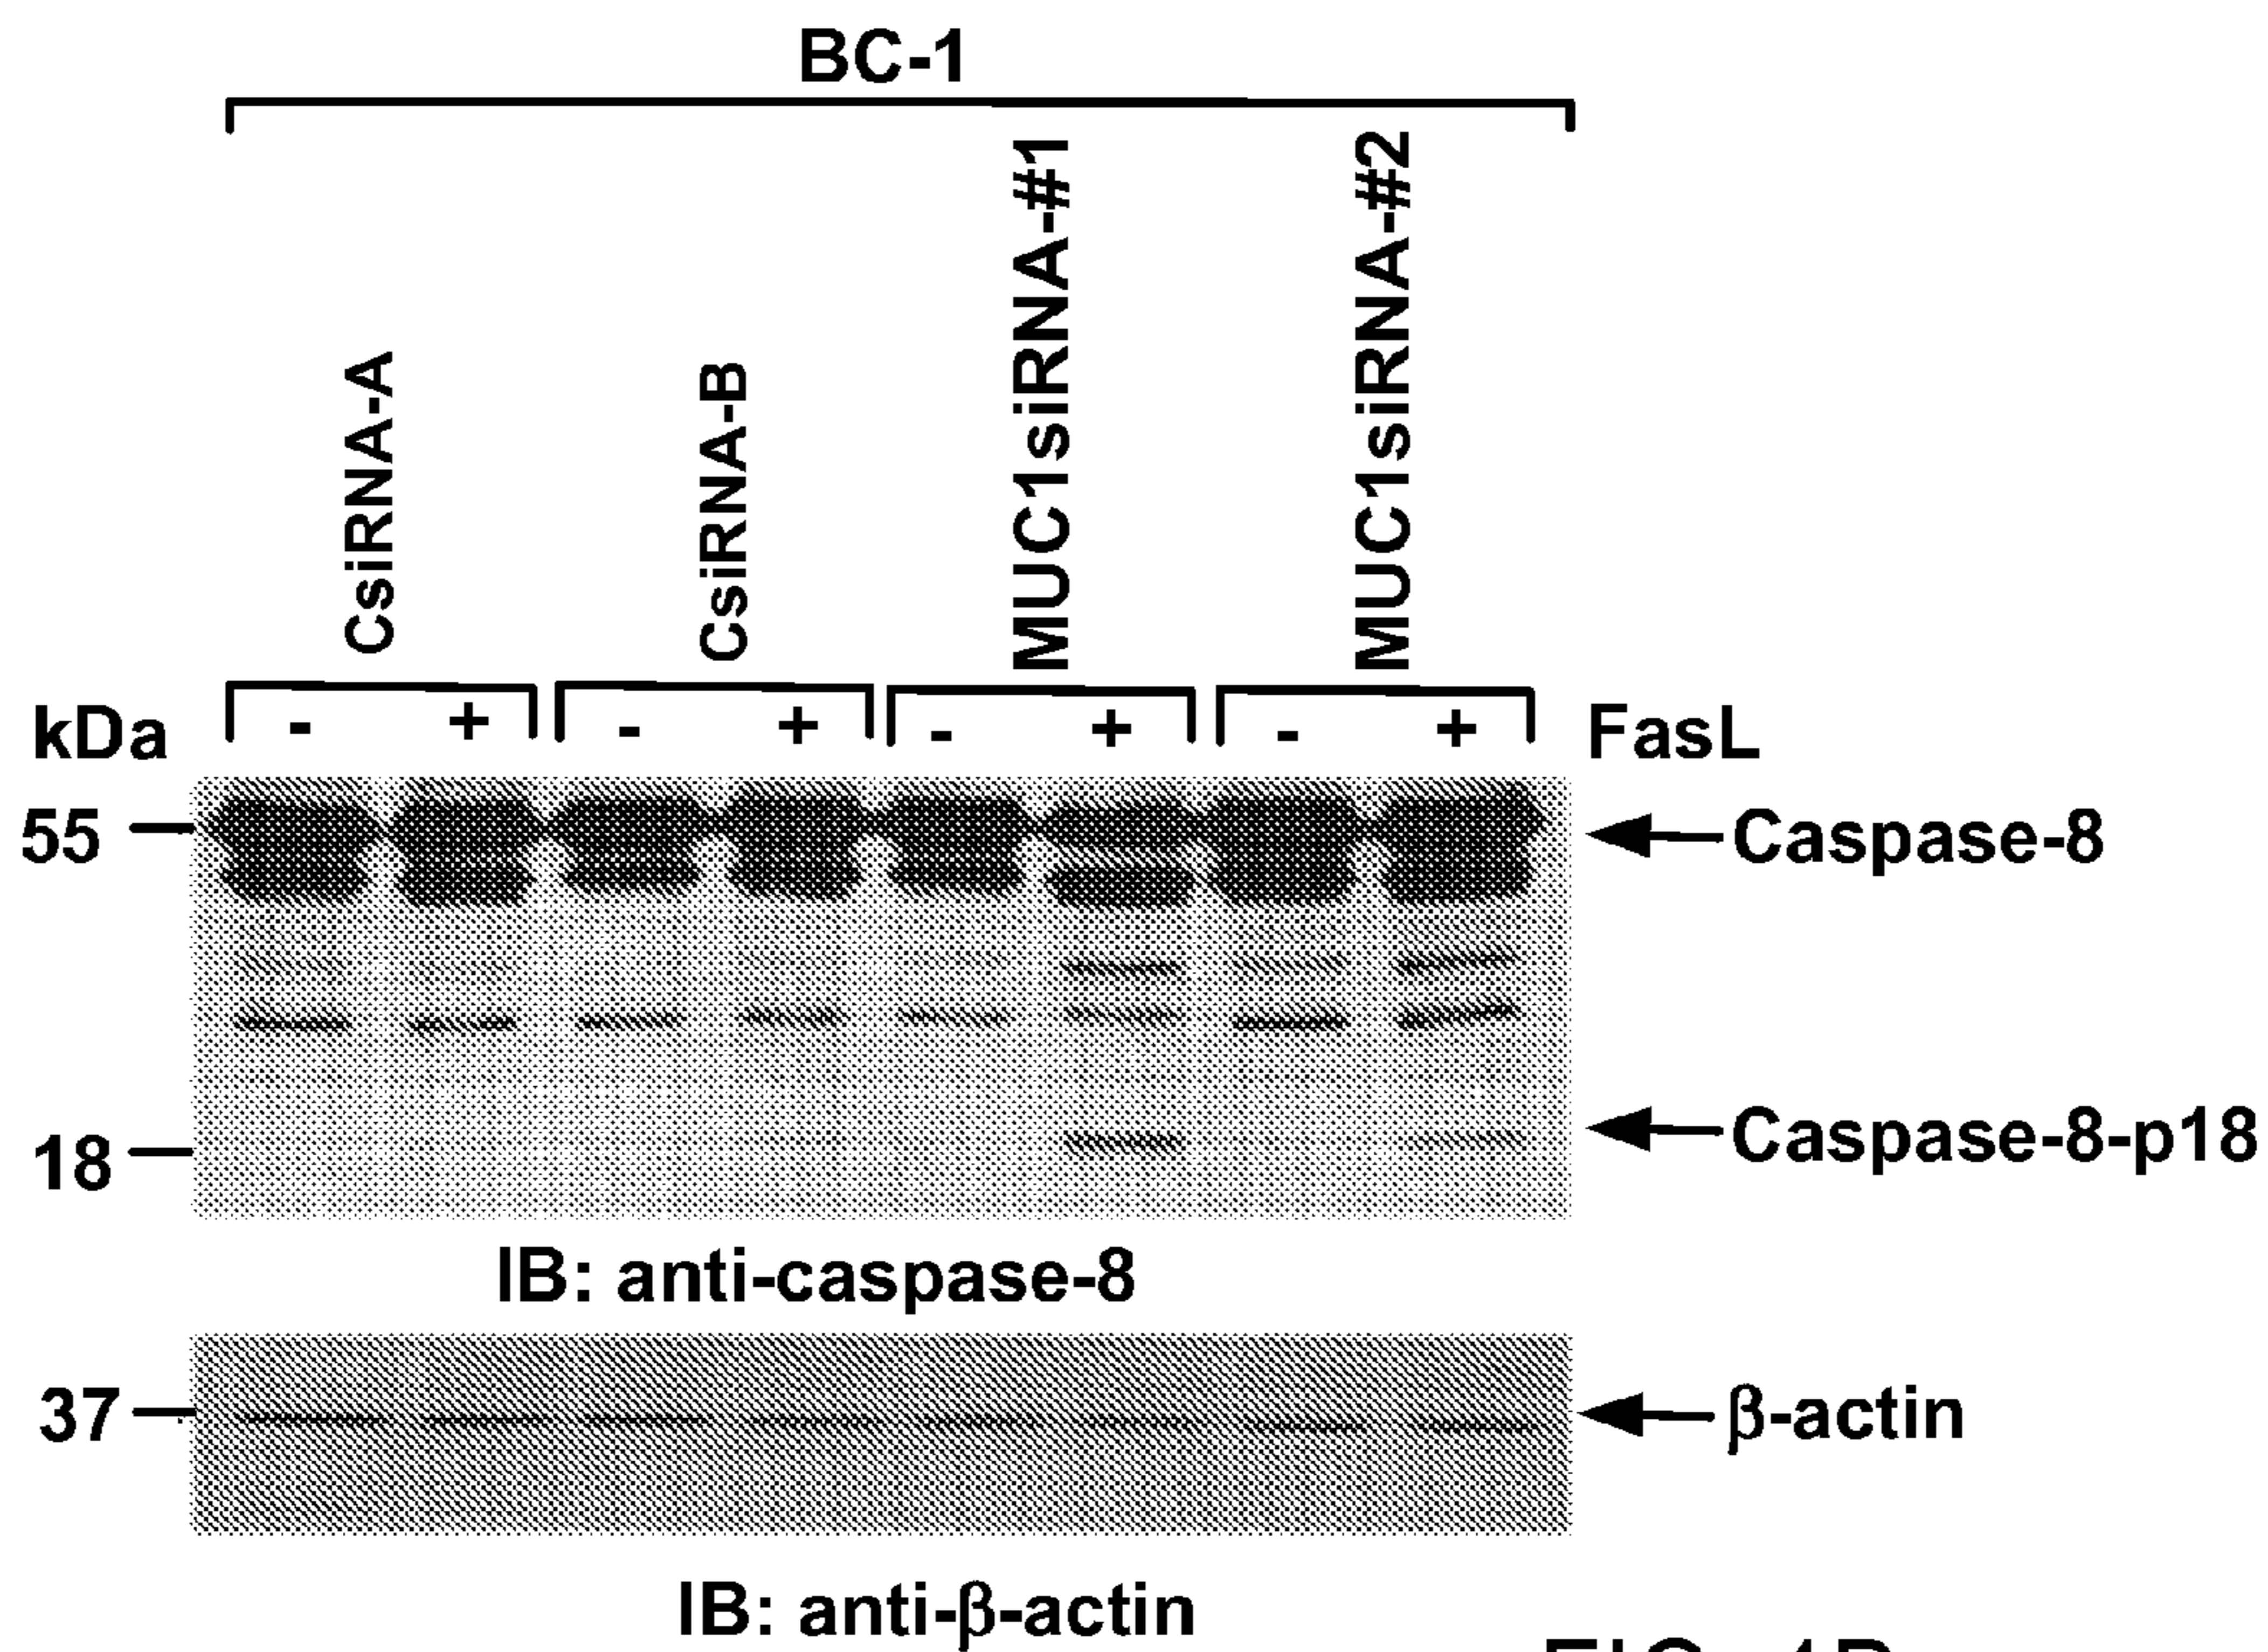 BC-1
CsiRNA-A
CsiRNA-B
MUC1siRNA-#1
MUC1siRNA-#2
kDa - + - + - + - + FasL
55 Caspase-8
18 Caspase-8-p18
IB: anti-caspase-8
37 β-actin
IB: anti-β-actin